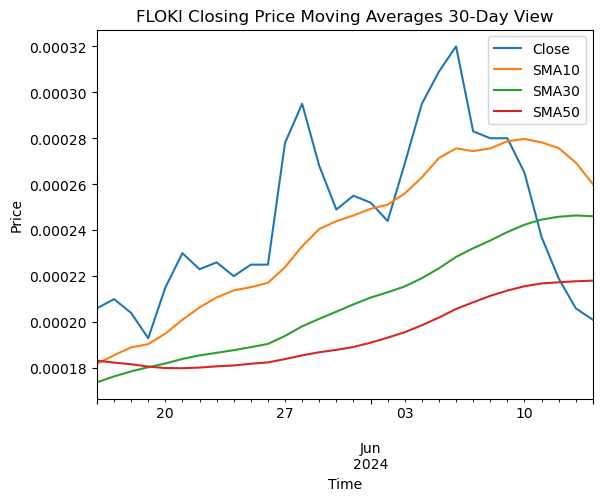 FLOKI Closing Price Moving Averages 30-Day View
Close
SMA10
SMA30
SMA50
0.00032
0.00030
0.00028
0.00026
0.00024
0.00022
0.00020
0.00018
Price
20
27
03
10
Jun
2024
Time